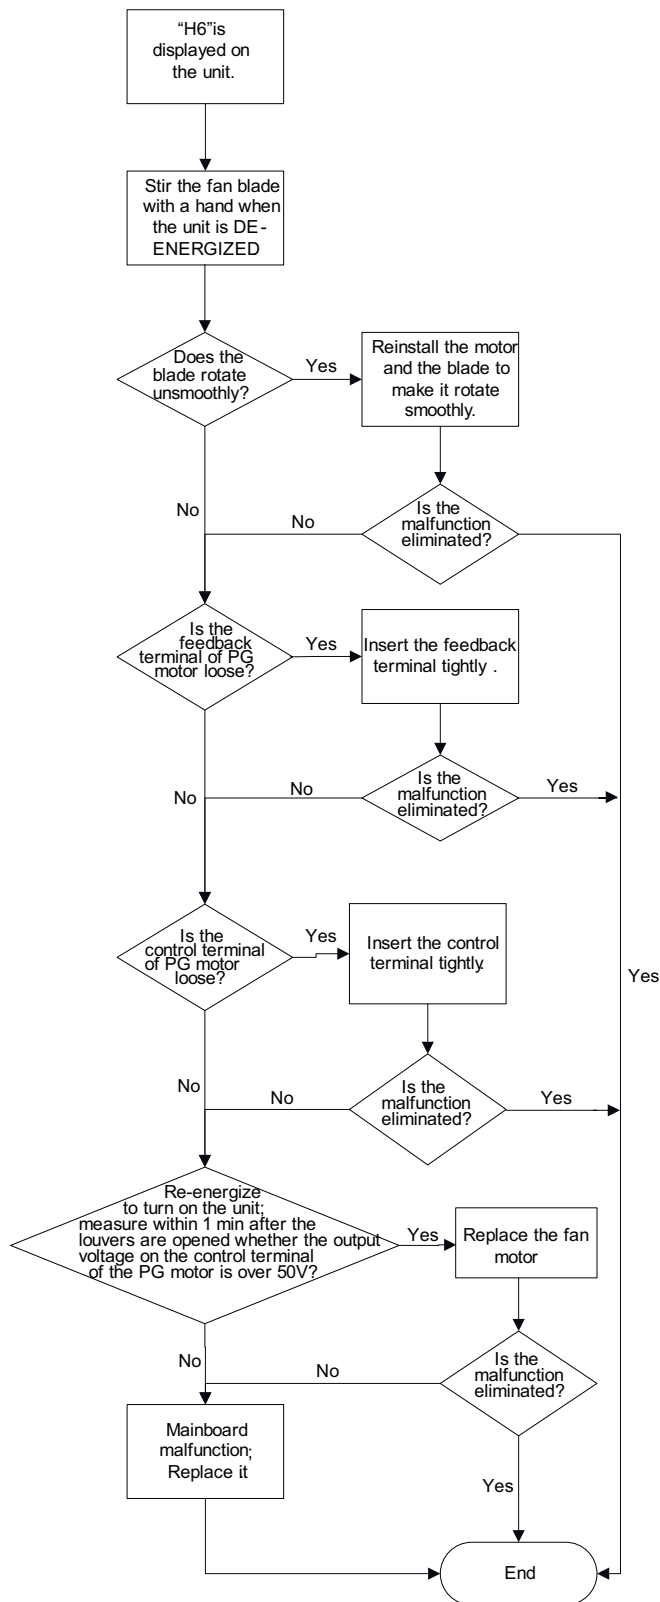 “H6”is
displayed on
the unit.
Stir the fan blade
with a hand when
the unit is DE-
ENERGIZED
Does the
blade rotate
unsmoothly?
Yes
Reinstall the motor
and the blade to
make it rotate
smoothly.
No
No
Is the
malfunction
eliminated?
Is the
feedback
terminal of PG
motor loose?
Yes
Insert the feedback
terminal tightly .
No
No
Is the
malfunction
eliminated?
Yes
Is the
control terminal
of PG motor
loose?
Yes
Insert the control
terminal tightly.
Yes
No
No
Is the
malfunction
eliminated?
Yes
Re-energize
to turn on the unit;
measure within 1 min after the
louvers are opened whether the output
voltage on the control terminal
of the PG motor is over 50V?
Yes
Replace the fan
motor
No
No
Is the
malfunction
eliminated?
Mainboard
malfunction;
Replace it
Yes
End